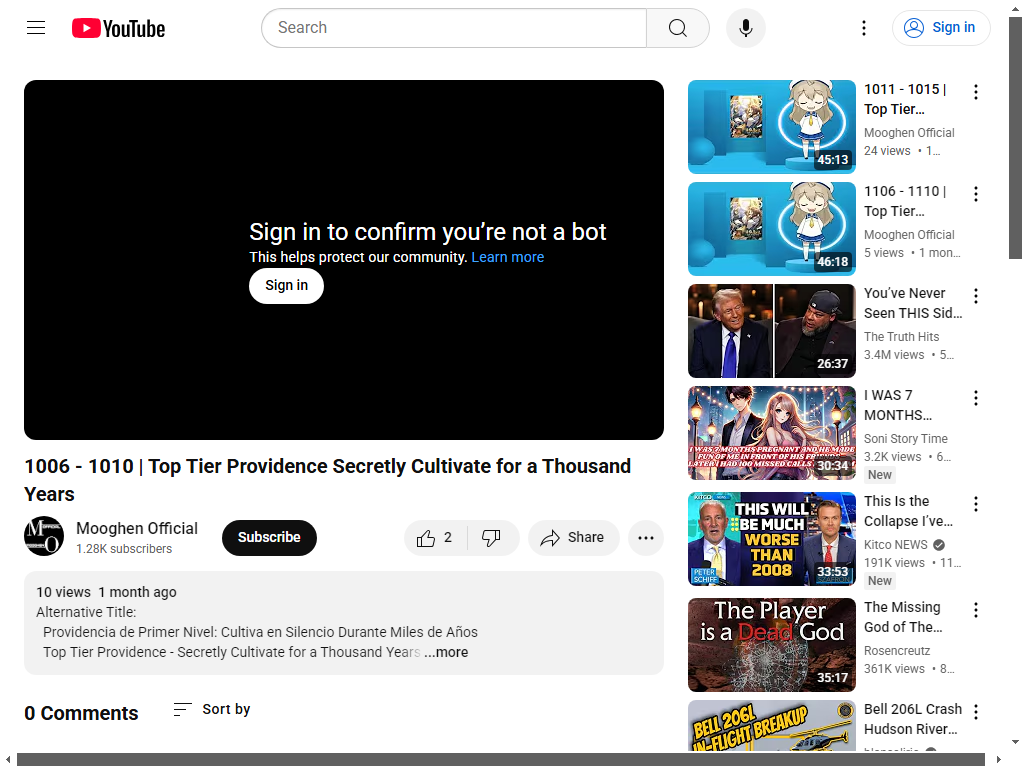 YouTube
Search
Sign in
Sign in to confirm you're not a bot
This helps protect our community. Learn more
Sign in
1006 - 1010 | Top Tier Providence Secretly Cultivate for a Thousand
Years
Mooghen Official
1.28K subscribers
Subscribe
2
Share
10 views 1 month ago
Alternative Title:
Providencia de Primer Nivel: Cultiva en Silencio Durante Miles de Años
Top Tier Providence - Secretly Cultivate for a Thousand Years ...more
0 Comments
Sort by
45:13
1011 - 1015 |
Top Tier...
Mooghen Official
24 views • 1...
46:18
1106 - 1110 |
Top Tier...
Mooghen Official
5 views • 1 mon...
26:37
You've Never
Seen THIS Sid...
The Truth Hits
3.4M views • 5...
I WAS 7 MONTHS PREGNANT AND HE MADE
FUN OF ME IN FRONT OF HIS FRIENDS
LATER I HAD 100 MISSED CALLS
30:34
I WAS 7
MONTHS...
Soni Story Time
3.2K views • 6...
New
KITCO NEWS
THIS WILL
BE MUCH
WORSE
THAN
2008
PETER
SCHIFF
33:53
This Is the
Collapse I've...
Kitco NEWS
191K views • 11...
New
The Player
is a Dead God
35:17
The Missing
God of The...
Rosencreutz
361K views • 8...
BELL 206L
IN-FLIGHT BREAKUP
Bell 206L Crash
Hudson River...